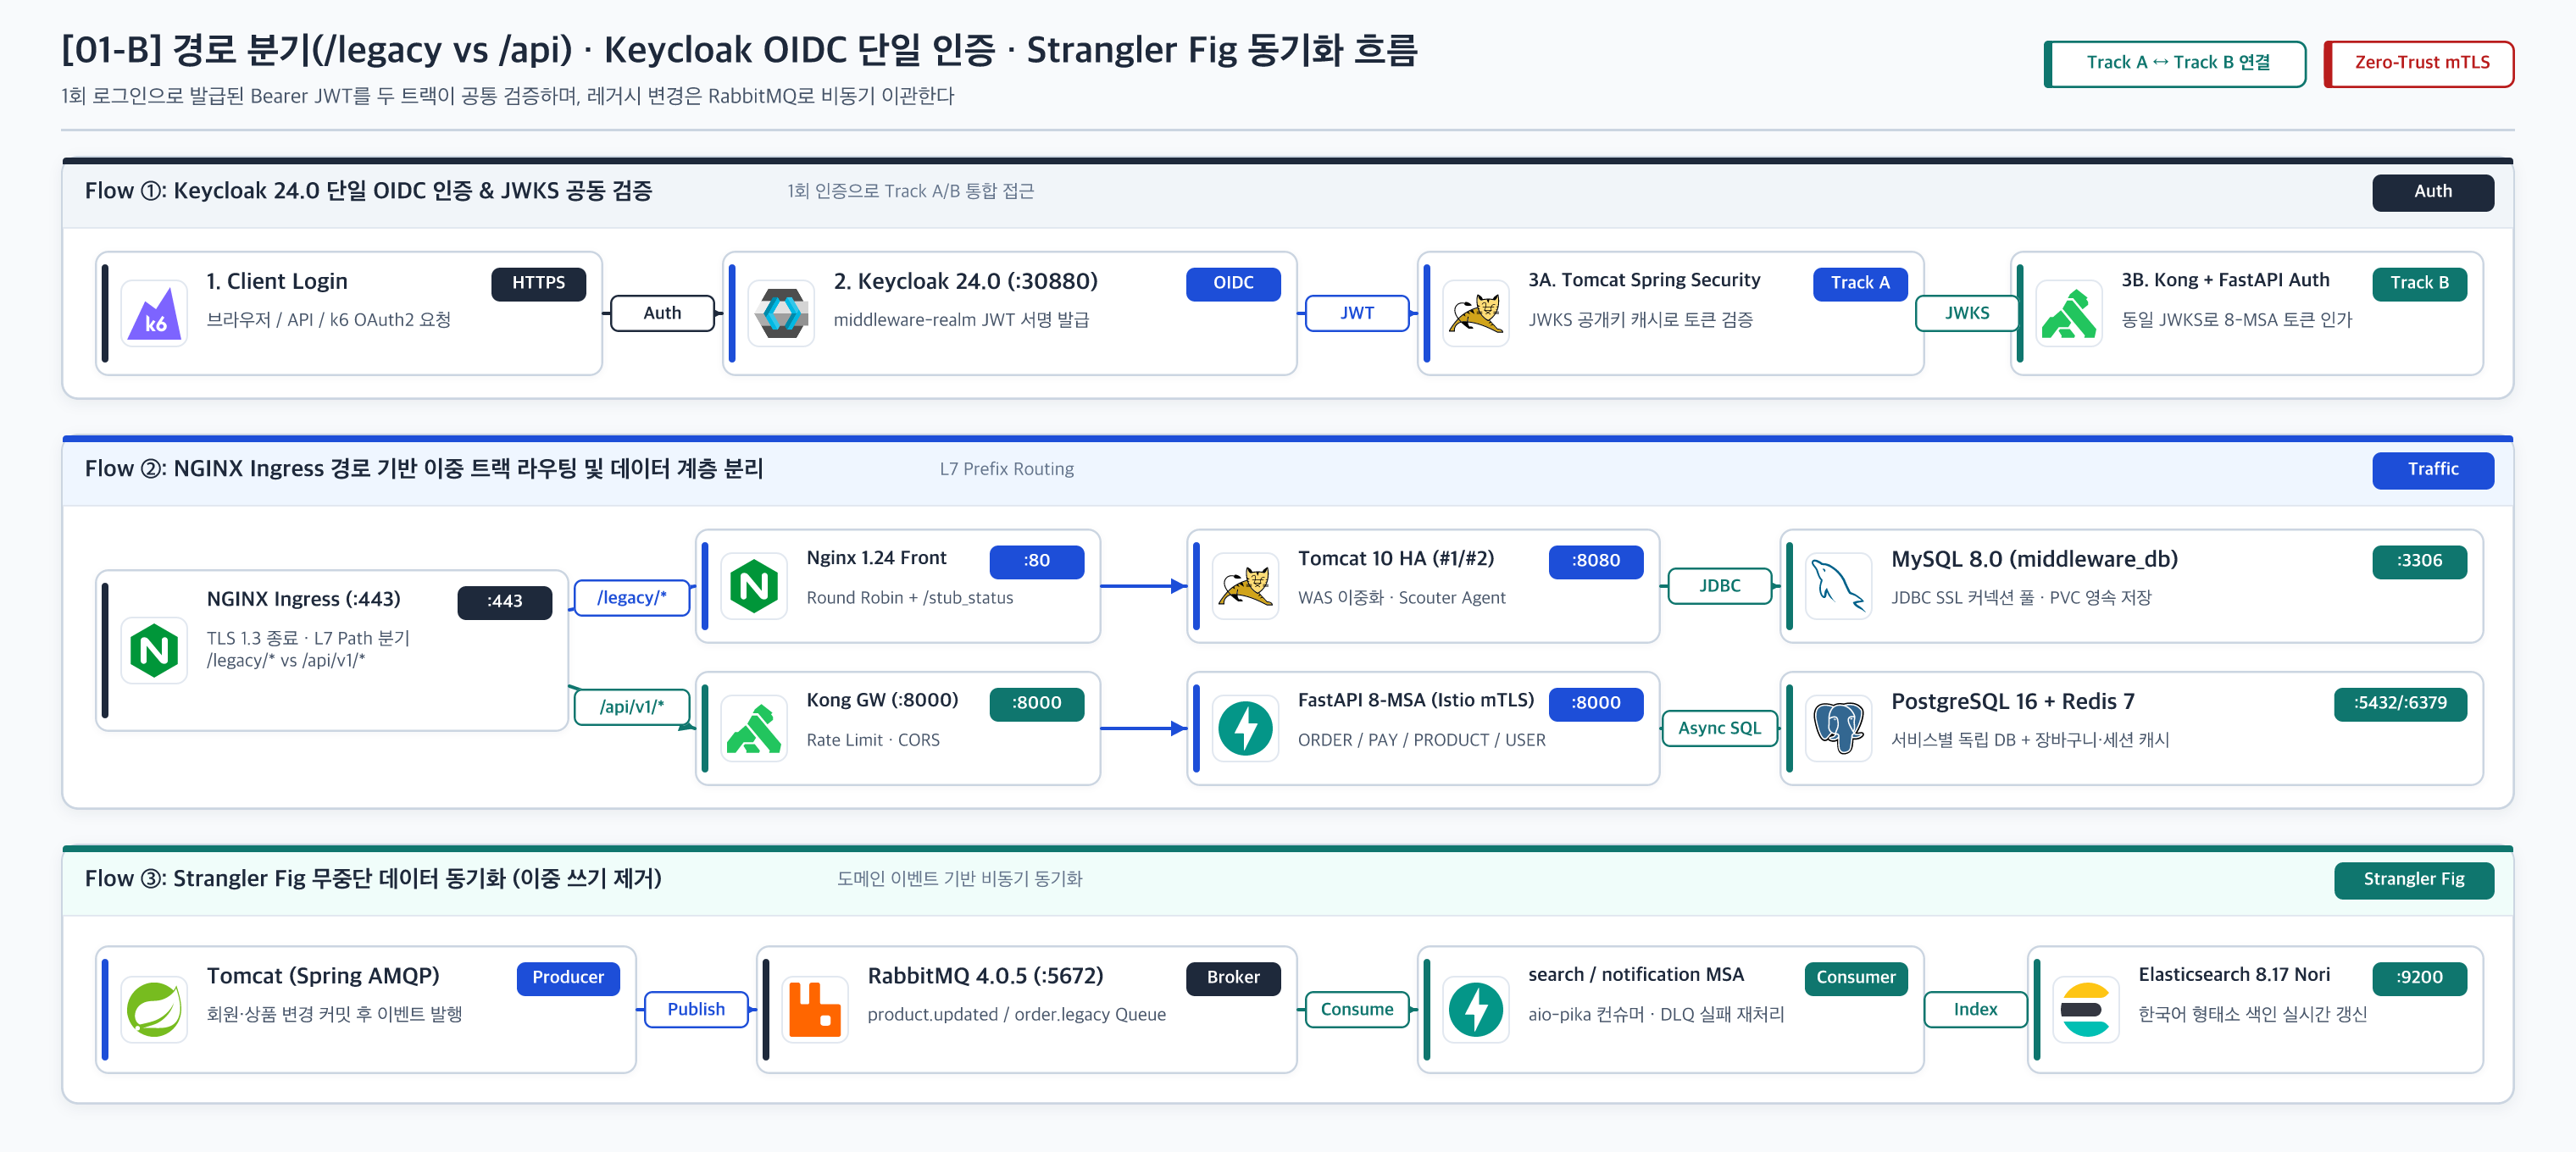 [01-B] 경로 분기(/legacy vs /api) · Keycloak OIDC 단일 인증 · Strangler Fig 동기화 흐름
1회 로그인으로 발급된 Bearer JWT를 두 트랙이 공통 검증하며, 레거시 변경은 RabbitMQ로 비동기 이관한다
Track A ↔ Track B 연결
Zero-Trust mTLS
Flow ①: Keycloak 24.0 단일 OIDC 인증 & JWKS 공동 검증
1회 인증으로 Track A/B 통합 접근
Auth
k6
1. Client Login
HTTPS
브라우저 / API / k6 OAuth2 요청
Auth
2. Keycloak 24.0 (:30880)
OIDC
middleware-realm JWT 서명 발급
JWT
3A. Tomcat Spring Security
Track A
JWKS 공개키 캐시로 토큰 검증
JWKS
3B. Kong + FastAPI Auth
Track B
동일 JWKS로 8-MSA 토큰 인가
Flow ②: NGINX Ingress 경로 기반 이중 트랙 라우팅 및 데이터 계층 분리
L7 Prefix Routing
Traffic
NGINX Ingress (:443)
:443
TLS 1.3 종료 · L7 Path 분기
/legacy/* vs /api/v1/*
/legacy/*
Nginx 1.24 Front
:80
Round Robin + /stub_status
Tomcat 10 HA (#1/#2)
:8080
WAS 이중화 · Scouter Agent
JDBC
MySQL 8.0 (middleware_db)
:3306
JDBC SSL 커넥션 풀 · PVC 영속 저장
/api/v1/*
Kong GW (:8000)
:8000
Rate Limit · CORS
FastAPI 8-MSA (Istio mTLS)
:8000
ORDER / PAY / PRODUCT / USER
Async SQL
PostgreSQL 16 + Redis 7
:5432/:6379
서비스별 독립 DB + 장바구니·세션 캐시
Flow ③: Strangler Fig 무중단 데이터 동기화 (이중 쓰기 제거)
도메인 이벤트 기반 비동기 동기화
Strangler Fig
Tomcat (Spring AMQP)
Producer
회원·상품 변경 커밋 후 이벤트 발행
Publish
RabbitMQ 4.0.5 (:5672)
Broker
product.updated / order.legacy Queue
Consume
search / notification MSA
Consumer
aio-pika 컨슈머 · DLQ 실패 재처리
Index
Elasticsearch 8.17 Nori
:9200
한국어 형태소 색인 실시간 갱신